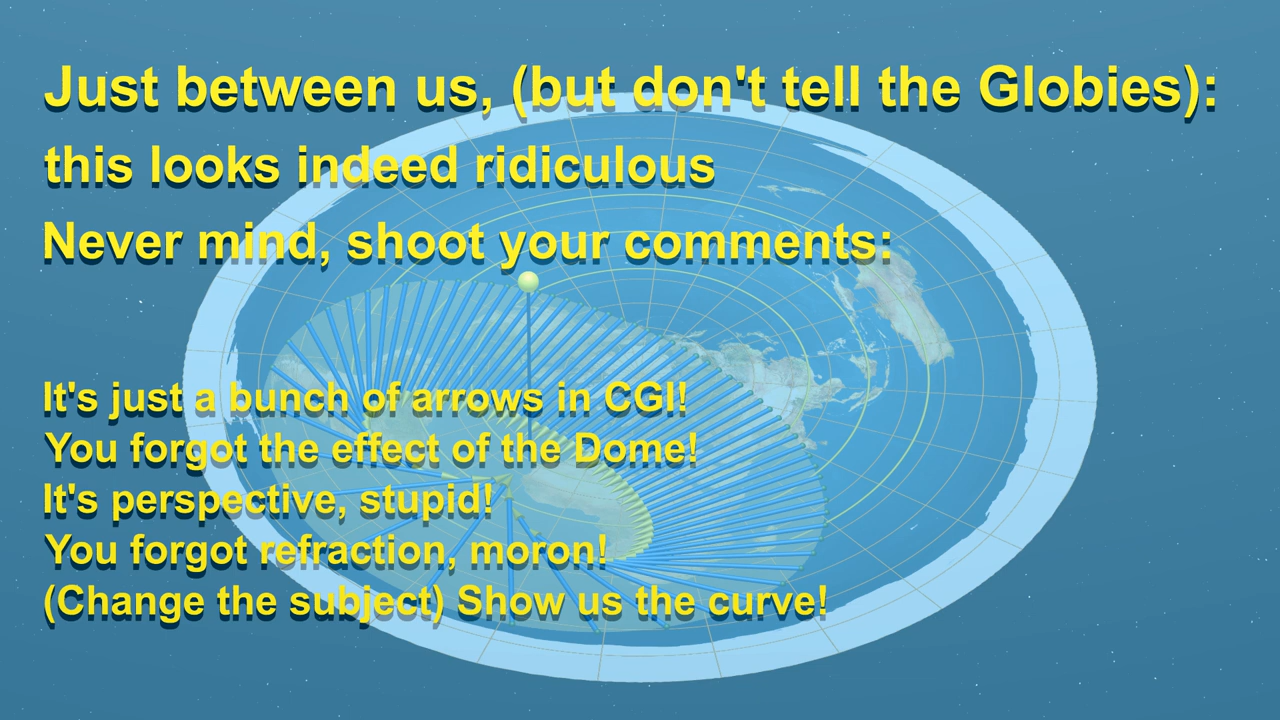 Just between us, (but don't tell the Globies):
this looks indeed ridiculous
Never mind, shoot your comments:
It's just a bunch of arrows in CGI!
You forgot the effect of the Dome!
It's perspective, stupid!
You forgot refraction, moron!
(Change the subject) Show us the curve!